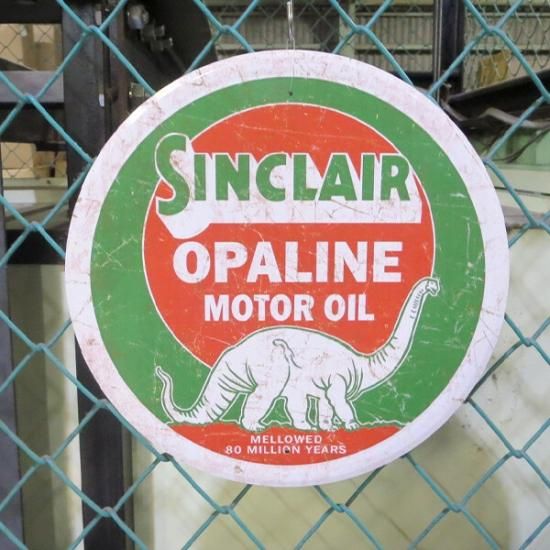 SINCLAIR
OPALINE
MOTOR OIL
MELLOWED
80 MILLION YEARS